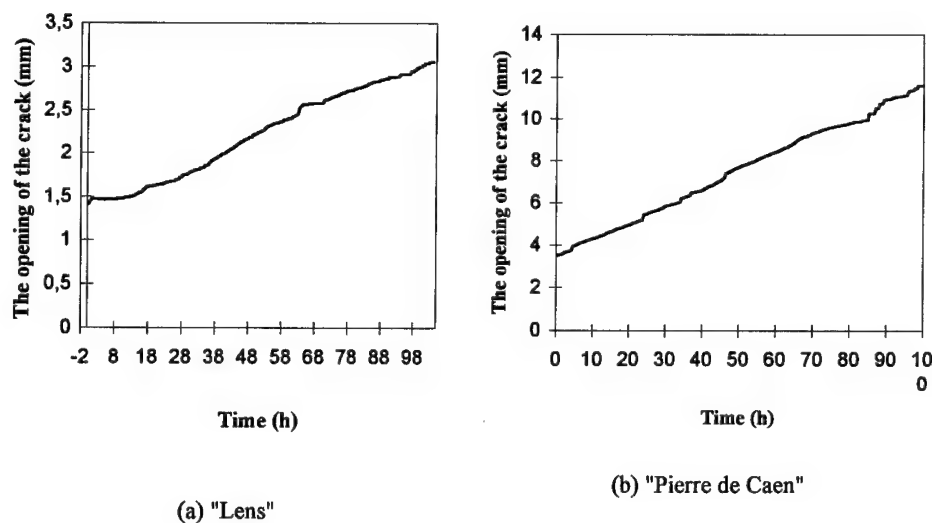 The opening of the crack (mm)
3,5
3
2,5
2
1,5
1
0,5
0
-2 8 18 28 38 48 58 68 78 88 98
Time (h)
(a) "Lens"
The opening of the crack (mm)
14
12
10
8
6
4
2
0
0 10 20 30 40 50 60 70 80 90 10
0
Time (h)
(b) "Pierre de Caen"